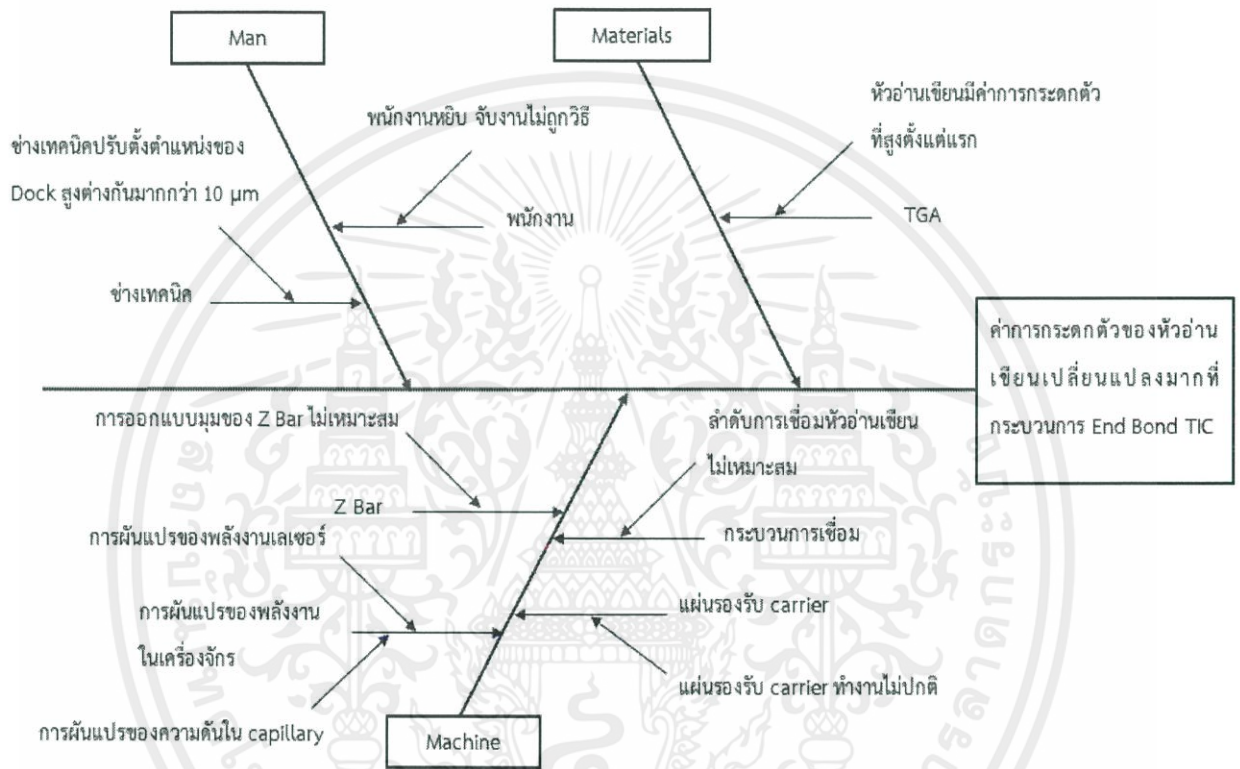 Man
Materials
หัวอ่านเขียนมีค่าการกระดกตัว
ที่สูงตั้งแต่แรก
พนักงานหยิบ จับงานไม่ถูกวิธี
ช่างเทคนิคปรับตั้งตำแหน่งของ
Dock สูงต่างกันมากกว่า 10 µm
พนักงาน
TGA
ช่างเทคนิค
ค่าการกระดกตัวของหัวอ่าน
เขียนเปลี่ยนแปลงมากที่
กระบวนการ End Bond TIC
การออกแบบมุมของ Z Bar ไม่เหมาะสม
ลำดับการเชื่อมหัวอ่านเขียน
ไม่เหมาะสม
Z Bar
กระบวนการเชื่อม
การผันแปรของพลังงานเลเซอร์
การผันแปรของพลังงาน
ในเครื่องจักร
แผ่นรองรับ carrier
แผ่นรองรับ carrier ทำงานไม่ปกติ
การผันแปรของความดันใน capillary
Machine